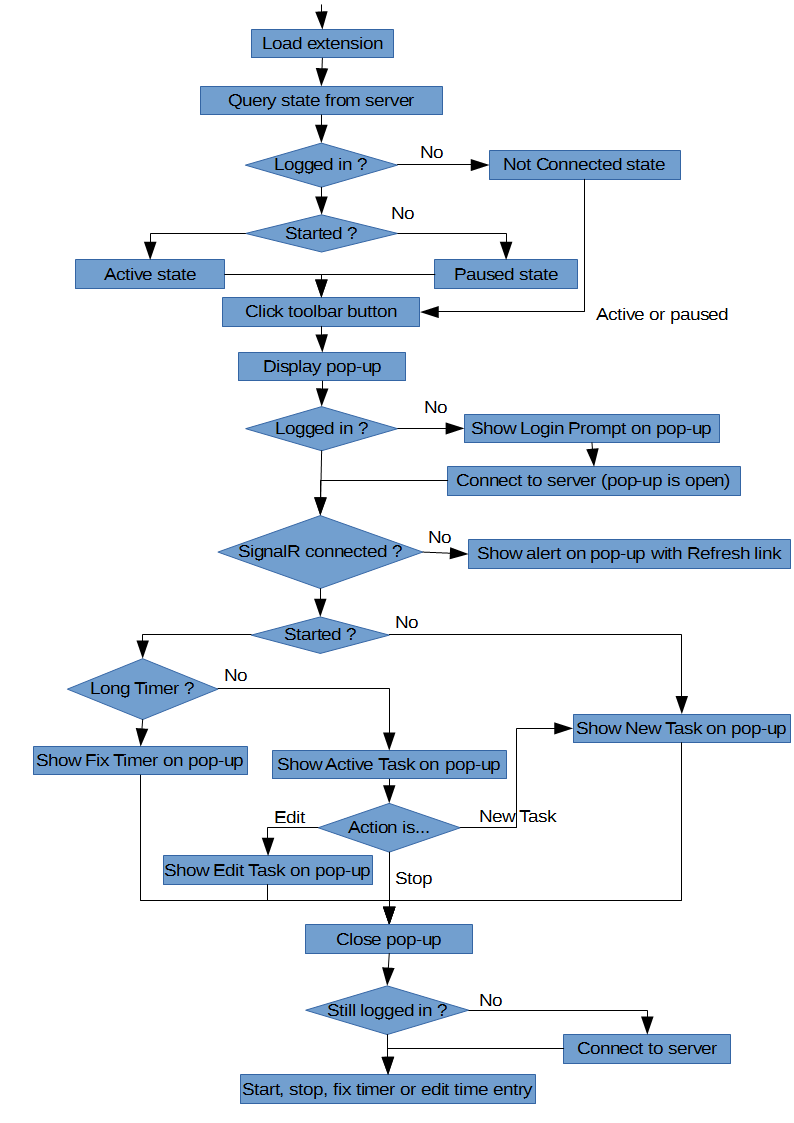 Load extension
Query state from server
Logged in ?
No
Not Connected state
No
Started ?
Active state
Paused state
Click toolbar button
Active or paused
Display pop-up
Logged in ?
No
Show Login Prompt on pop-up
Connect to server (pop-up is open)
SignalR connected ?
No
Show alert on pop-up with Refresh link
Started ?
No
Long Timer ?
No
Show New Task on pop-up
Show Fix Timer on pop-up
Show Active Task on pop-up
Edit
Action is...
New Task
Show Edit Task on pop-up
Stop
Close pop-up
Still logged in ?
No
Connect to server
Start, stop, fix timer or edit time entry